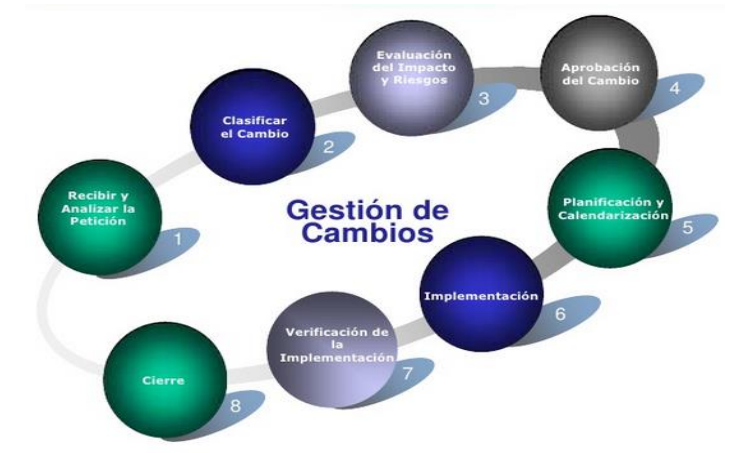 Recibir y
Analizar la
Petición
1
Clasificar
el Cambio
2
Evaluación
del Impacto
y Riesgos
3
Aprobación
del Cambio
4
Planificación y
Calendarización
5
Implementación
6
Verificación de
la
Implementación
7
Cierre
8
Gestión de
Cambios